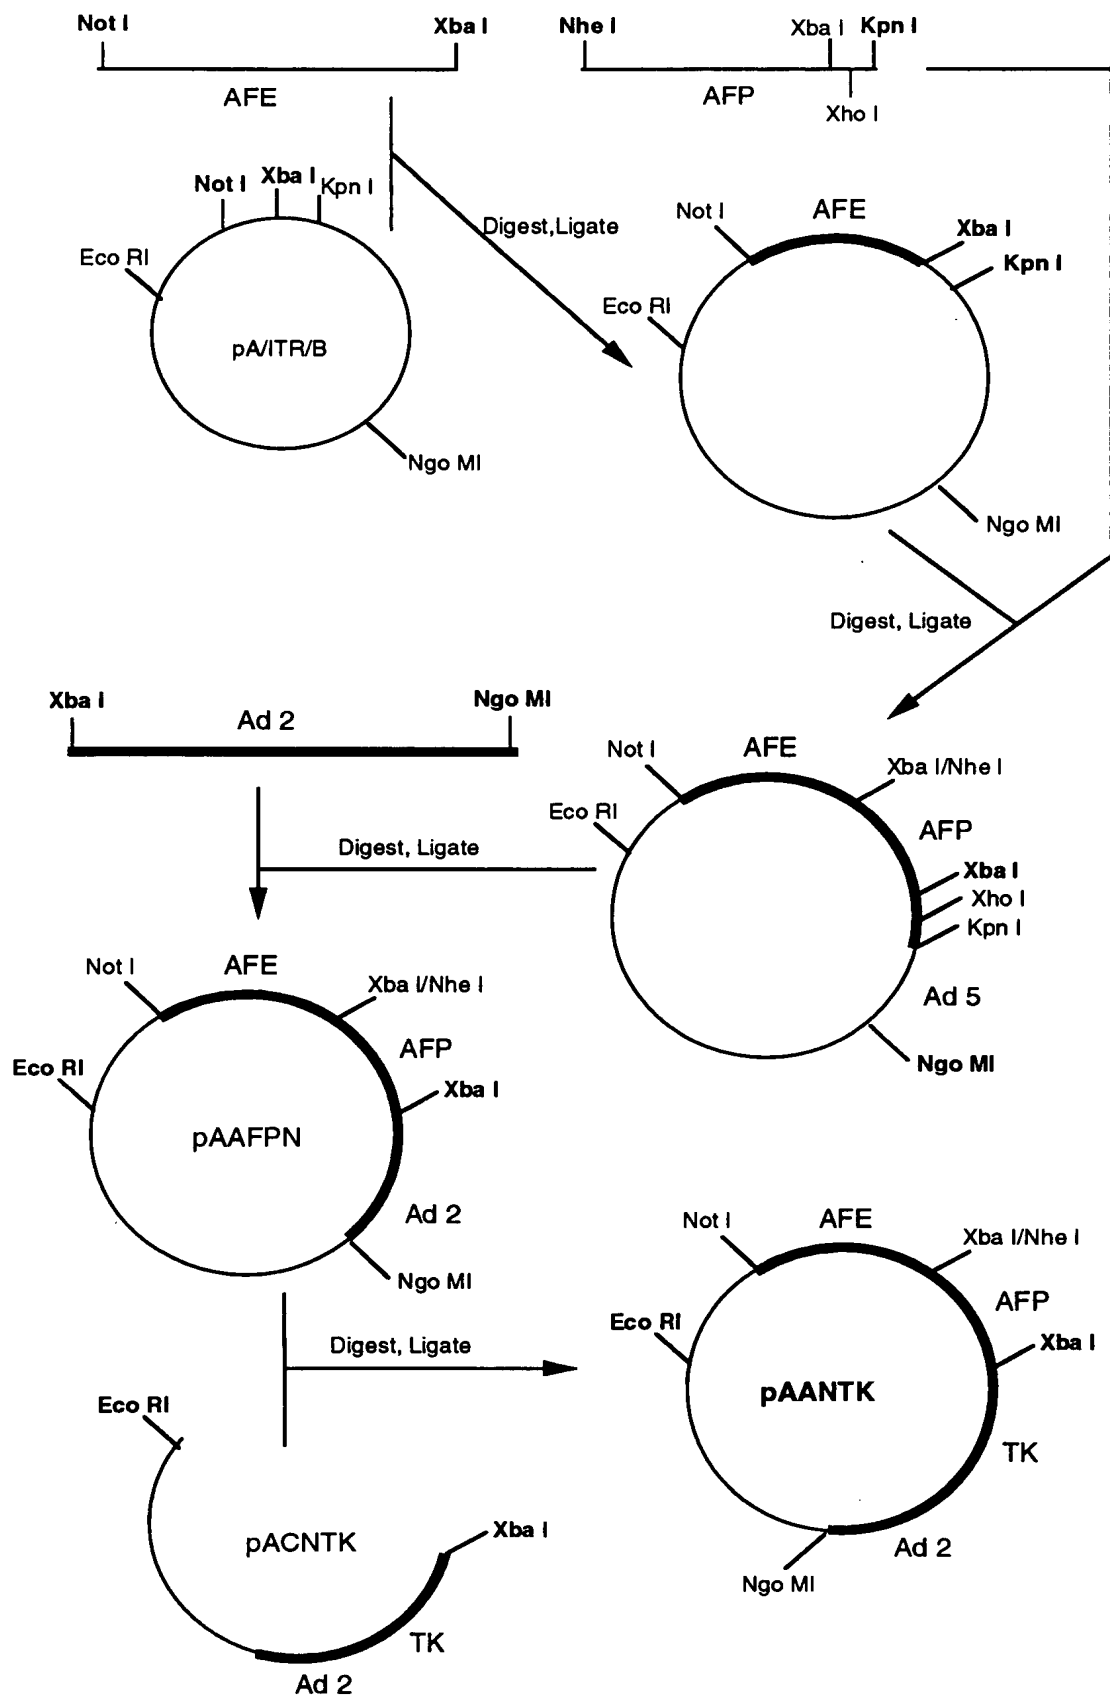 Not I
Xba I
Nhe I
Xba I
Kpn I
AFE
AFP
Xho I
Not I
Xba I
Kpn I
Eco RI
pA/ITR/B
Ngo MI
Digest,Ligate
Not I
AFE
Xba I
Kpn I
Eco RI
Ngo MI
Digest, Ligate
Xba I
Ad 2
Ngo MI
Not I
AFE
Xba I/Nhe I
Eco RI
AFP
Xba I
Xho I
Kpn I
Ad 5
Ngo MI
Digest, Ligate
Not I
AFE
Xba I/Nhe I
AFP
Eco RI
Xba I
pAAFPN
Ad 2
Ngo MI
Digest, Ligate
Not I
AFE
Xba I/Nhe I
AFP
Eco RI
Xba I
pAANTK
TK
Ad 2
Ngo MI
Eco RI
pACNTK
Xba I
TK
Ad 2